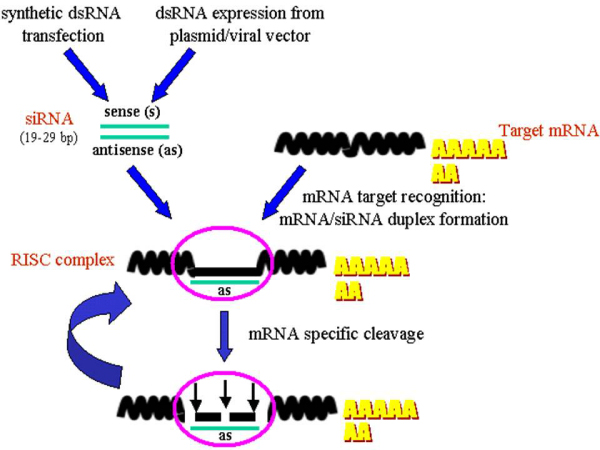 synthetic dsRNA
transfection
dsRNA expression from
plasmid/viral vector
siRNA
(19-29 bp)
sense (s)
antisense (as)
Target mRNA
AAAAA
AA
mRNA target recognition:
mRNA/siRNA duplex formation
RISC complex
as
AAAAA
AA
mRNA specific cleavage
as
AAAAA
AA